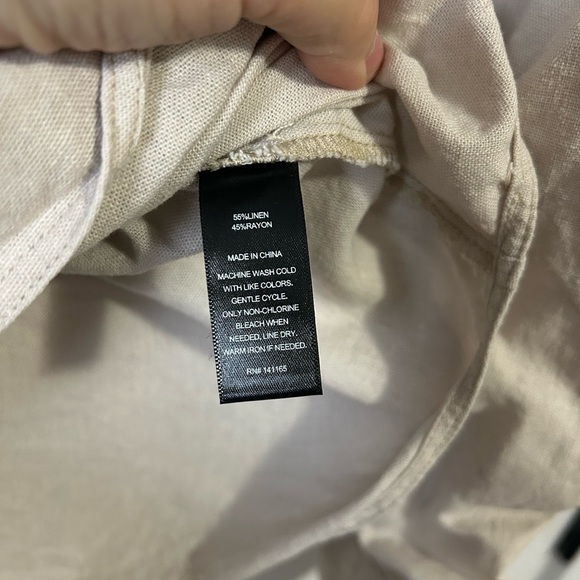 55%LINEN
45%RAYON
MADE IN CHINA
MACHINE WASH COLD
WITH LIKE COLORS.
GENTLE CYCLE.
ONLY NON-CHLORINE
BLEACH WHEN
NEEDED, LINE DRY.
WARM IRON IF NEEDED.
RN# 141165